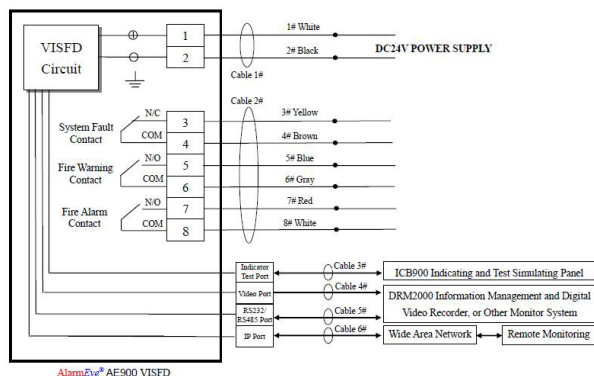 VISFD
Circuit
1
2
1# White
2# Black
DC24V POWER SUPPLY
Cable 1#
Cable 2#
System Fault
Contact
N/C
COM
3
4
3# Yellow
4# Brown
Fire Warning
Contact
N/O
COM
5
6
5# Blue
6# Gray
Fire Alarm
Contact
N/O
COM
7
8
7# Red
8# White
Indicator
Test Port
Cable 3#
ICB900 Indicating and Test Simulating Panel
Video Port
Cable 4#
DRM2000 Information Management and Digital
Video Recorder, or Other Monitor System
RS232/
RS485 Port
Cable 5#
IP Port
Cable 6#
Wide Area Network
Remote Monitoring
AlarmEye® AE900 VISFD